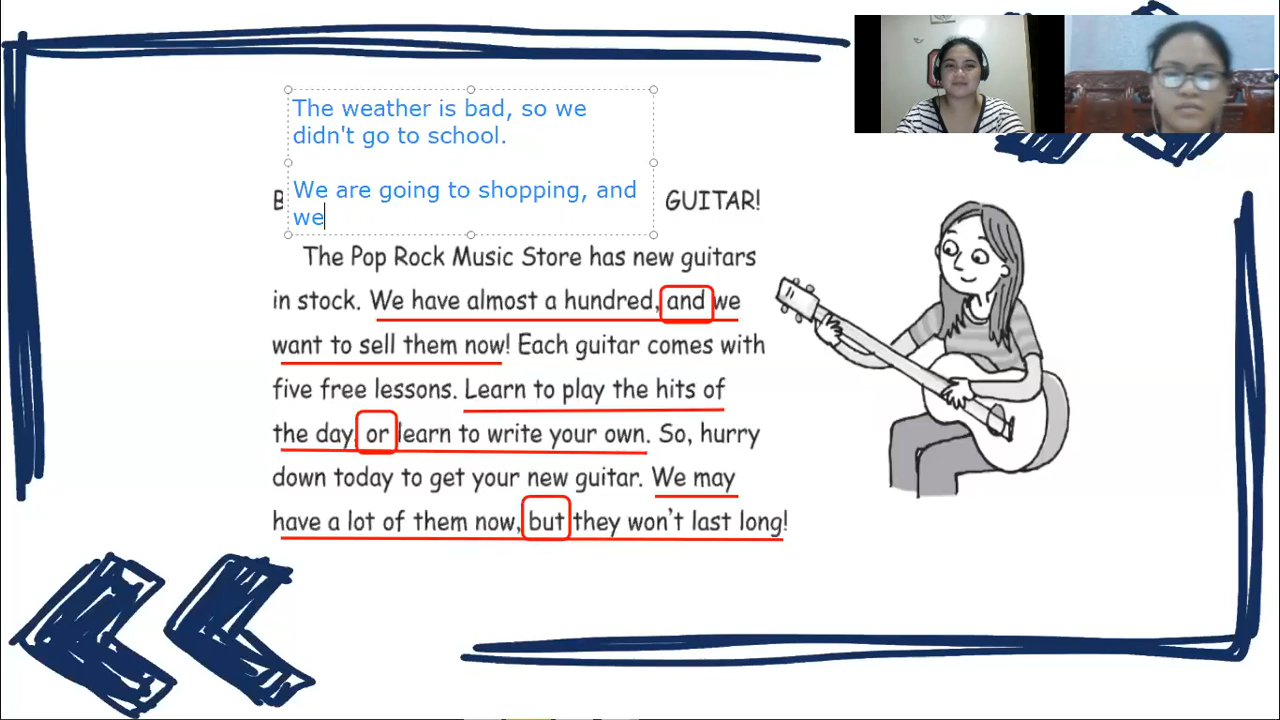 The weather is bad, so we
didn't go to school.
We are going to shopping, and
we
GUITAR!
The Pop Rock Music Store has new guitars
in stock. We have almost a hundred, and we
want to sell them now! Each guitar comes with
five free lessons. Learn to play the hits of
the day, or learn to write your own. So, hurry
down today to get your new guitar. We may
have a lot of them now, but they won't last long!